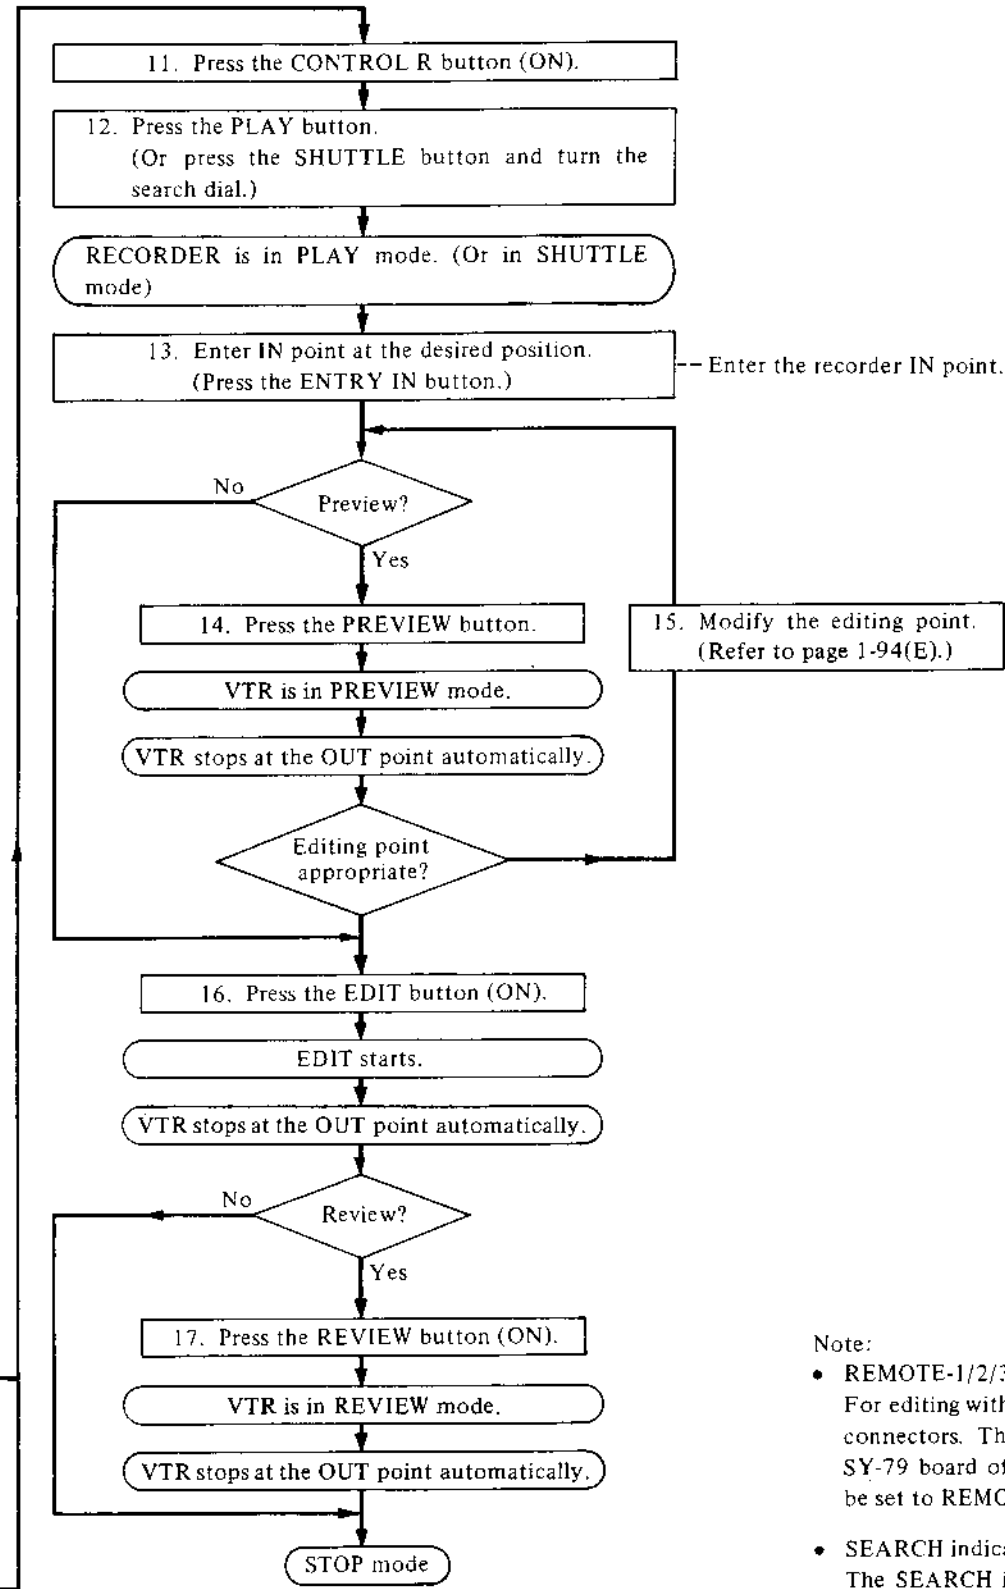 11. Press the CONTROL R button (ON).
12. Press the PLAY button.
(Or press the SHUTTLE button and turn the
search dial.)
RECORDER is in PLAY mode. (Or in SHUTTLE
mode)
13. Enter IN point at the desired position.
(Press the ENTRY IN button.)
-- Enter the recorder IN point.
No
Preview?
Yes
14. Press the PREVIEW button.
15. Modify the editing point.
(Refer to page 1-94(E).)
VTR is in PREVIEW mode.
VTR stops at the OUT point automatically.
Editing point
appropriate?
16. Press the EDIT button (ON).
EDIT starts.
VTR stops at the OUT point automatically.
No
Review?
Yes
17. Press the REVIEW button (ON).
VTR is in REVIEW mode.
VTR stops at the OUT point automatically.
STOP mode
Note:
• REMOTE-1/2/3
For editing with
connectors. Th
SY-79 board of
be set to REMO
• SEARCH indica
The SEARCH i